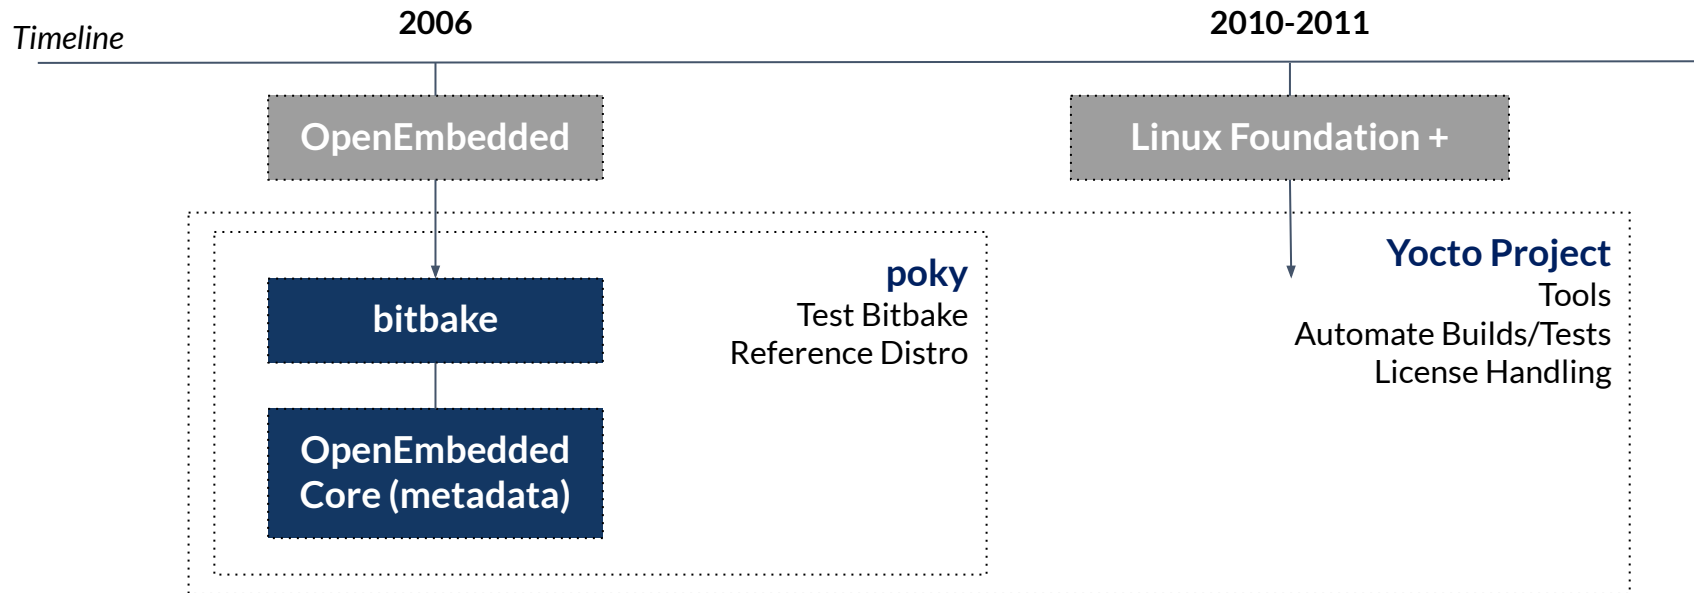 Timeline
2006
2010-2011
OpenEmbedded
Linux Foundation +
bitbake
OpenEmbedded
Core (metadata)
poky
Test Bitbake
Reference Distro
Yocto Project
Tools
Automate Builds/Tests
License Handling